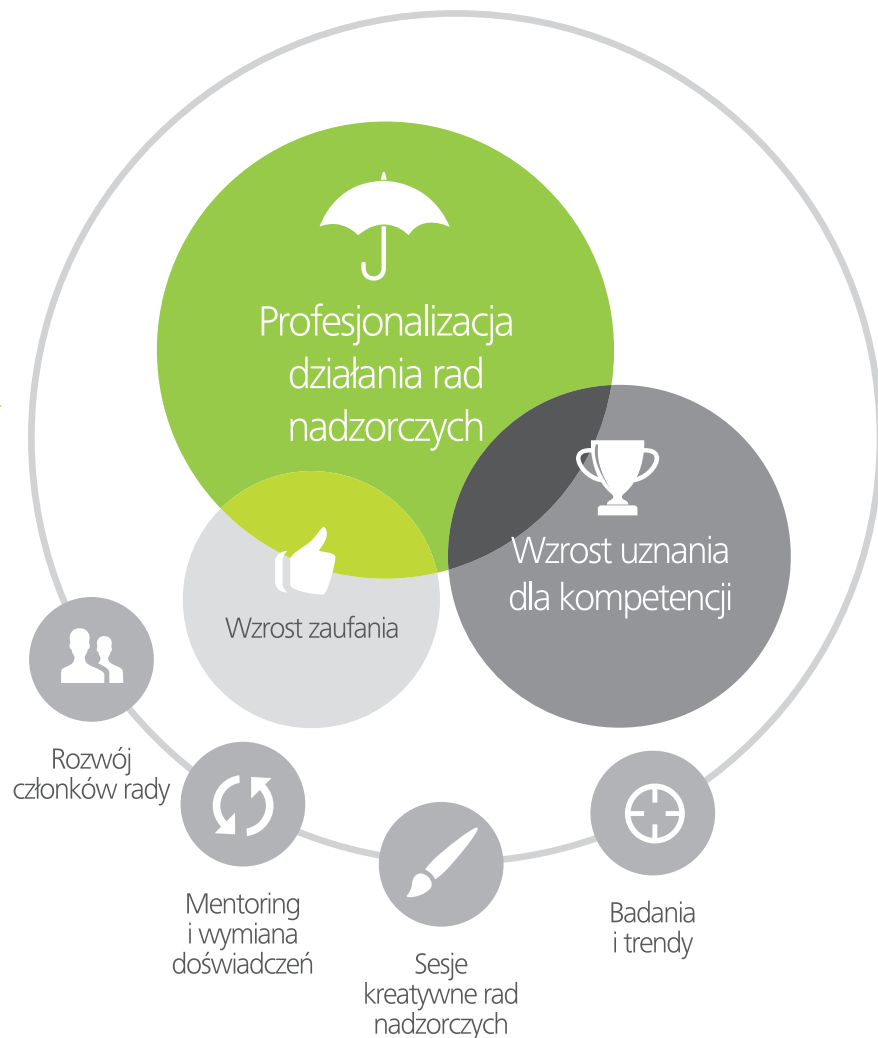 Profesjonalizacja
działania rad
nadzorczych
Wzrost uznania
dla kompetencji
Wzrost zaufania
Rozwój
członków rady
Mentoring
i wymiana
doświadczeń
Sesje
kreatywne rad
nadzorczych
Badania
i trendy